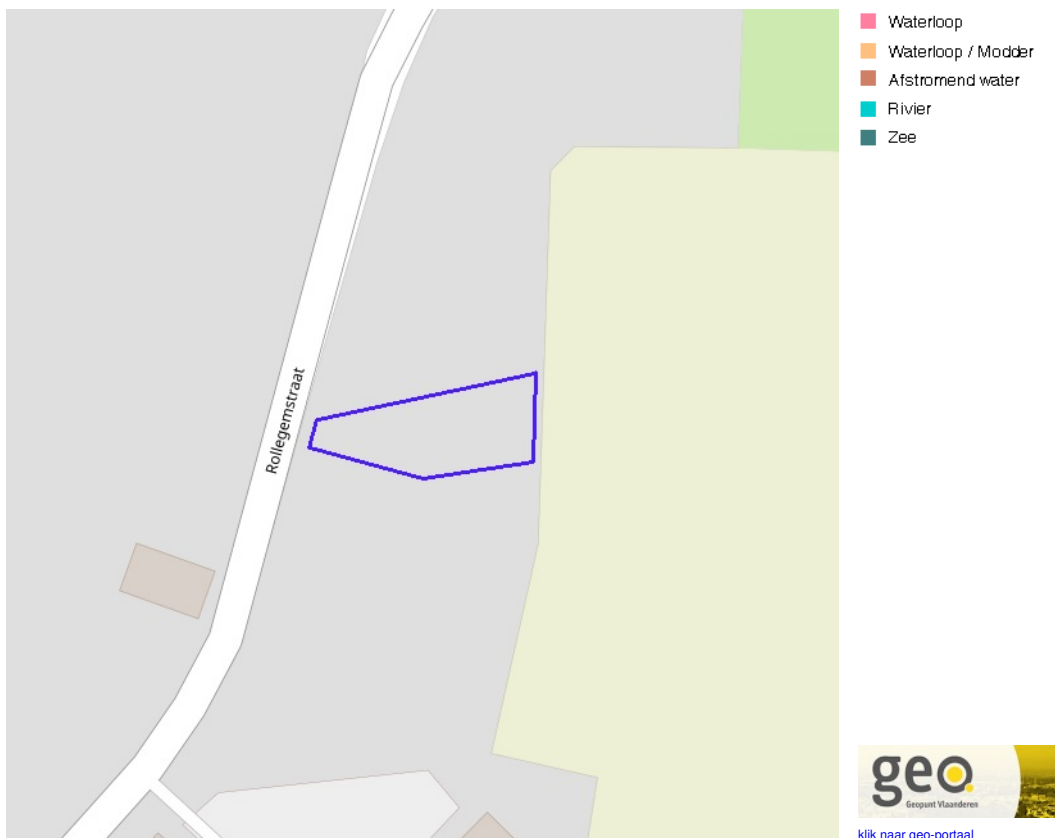 Waterloop
Waterloop / Modder
Afstromend water
Rivier
Zee
Rollegemstraat
geo.
Geopunt Vlaanderen
klik naar geo-portaal